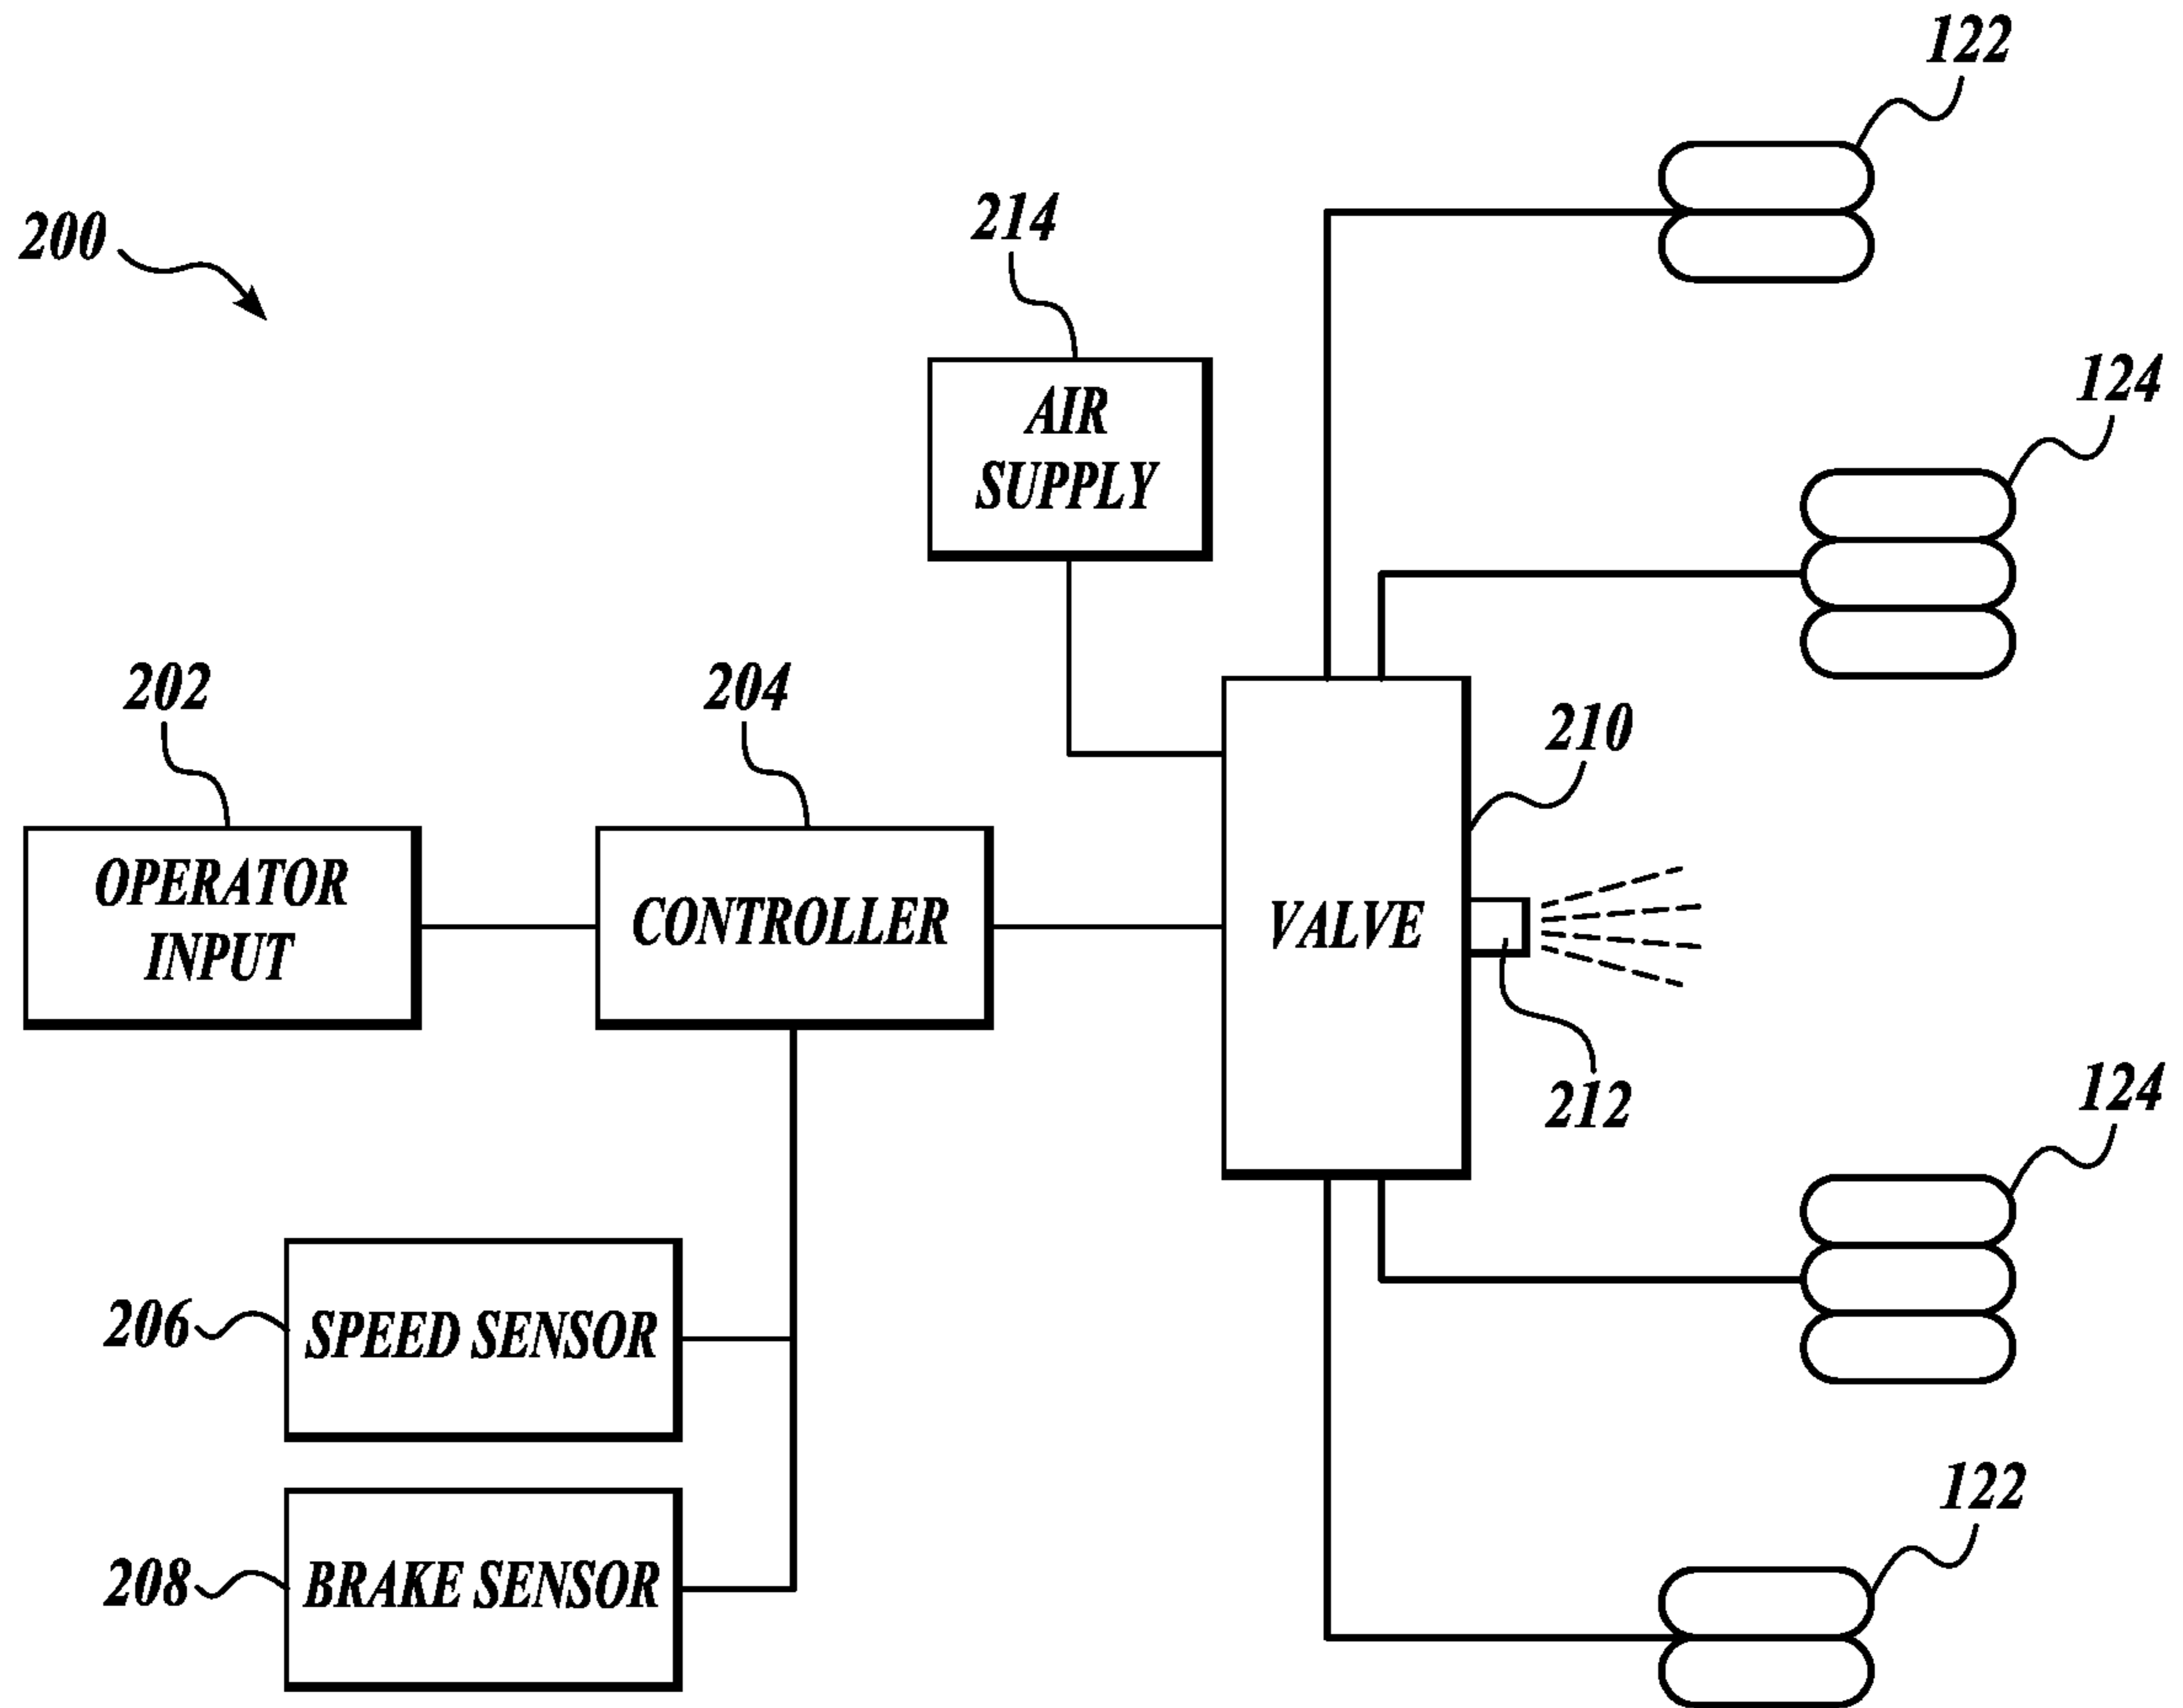 122
200
214
124
AIR
SUPPLY
202
204
210
OPERATOR
INPUT
CONTROLLER
VALVE
212
124
206
SPEED SENSOR
122
208
BRAKE SENSOR